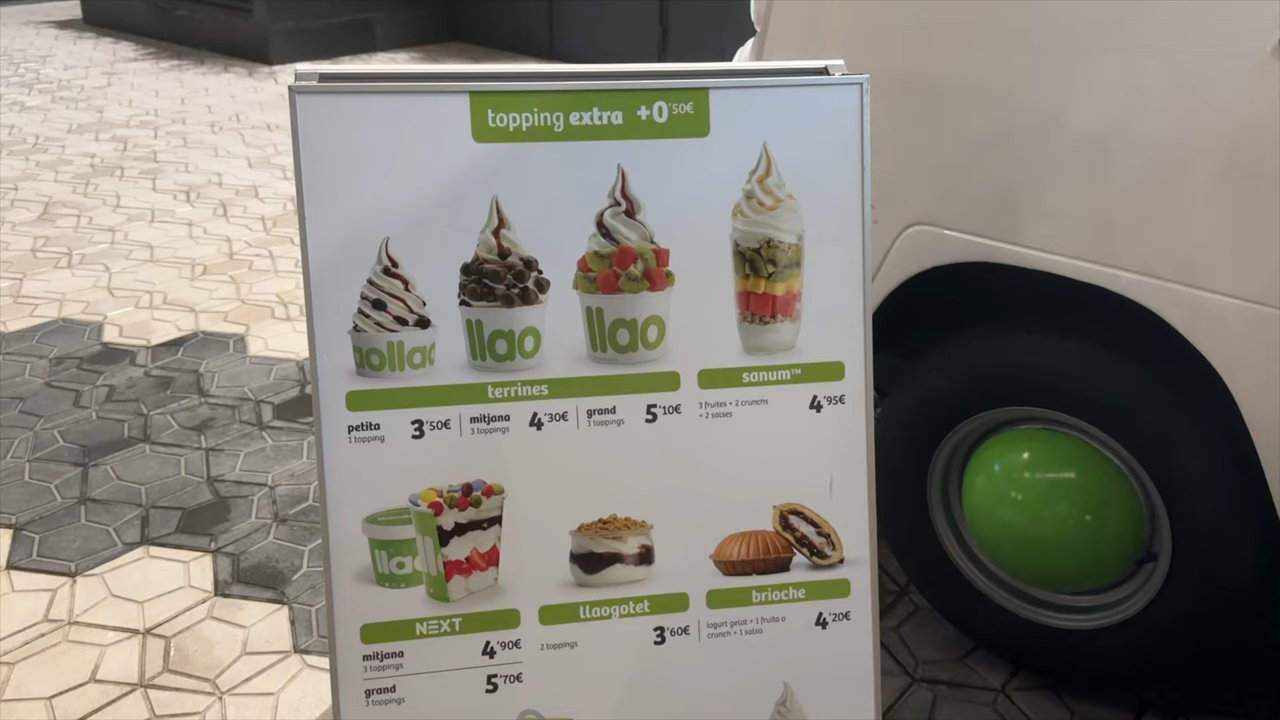 topping extra +0'50€
aollao
llao
llao
terrines
sanum™
petita
1 topping
3'50€
mitjana
3 toppings
4'30€
grand
3 toppings
5'10€
3 fruites + 2 crunchs
+ 2 salses
4'95€
llao
NEXT
llaogotet
brioche
mitjana
3 toppings
4'90€
grand
3 toppings
5'70€
2 toppings
3'60€
iogurt gelat + 1 fruita o
crunch + 1 salsa
4'20€